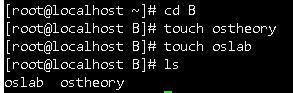 [root@localhost ~]# cd B
[root@localhost B]# touch ostheory
[root@localhost B]# touch oslab
[root@localhost B]# ls
oslab  ostheory